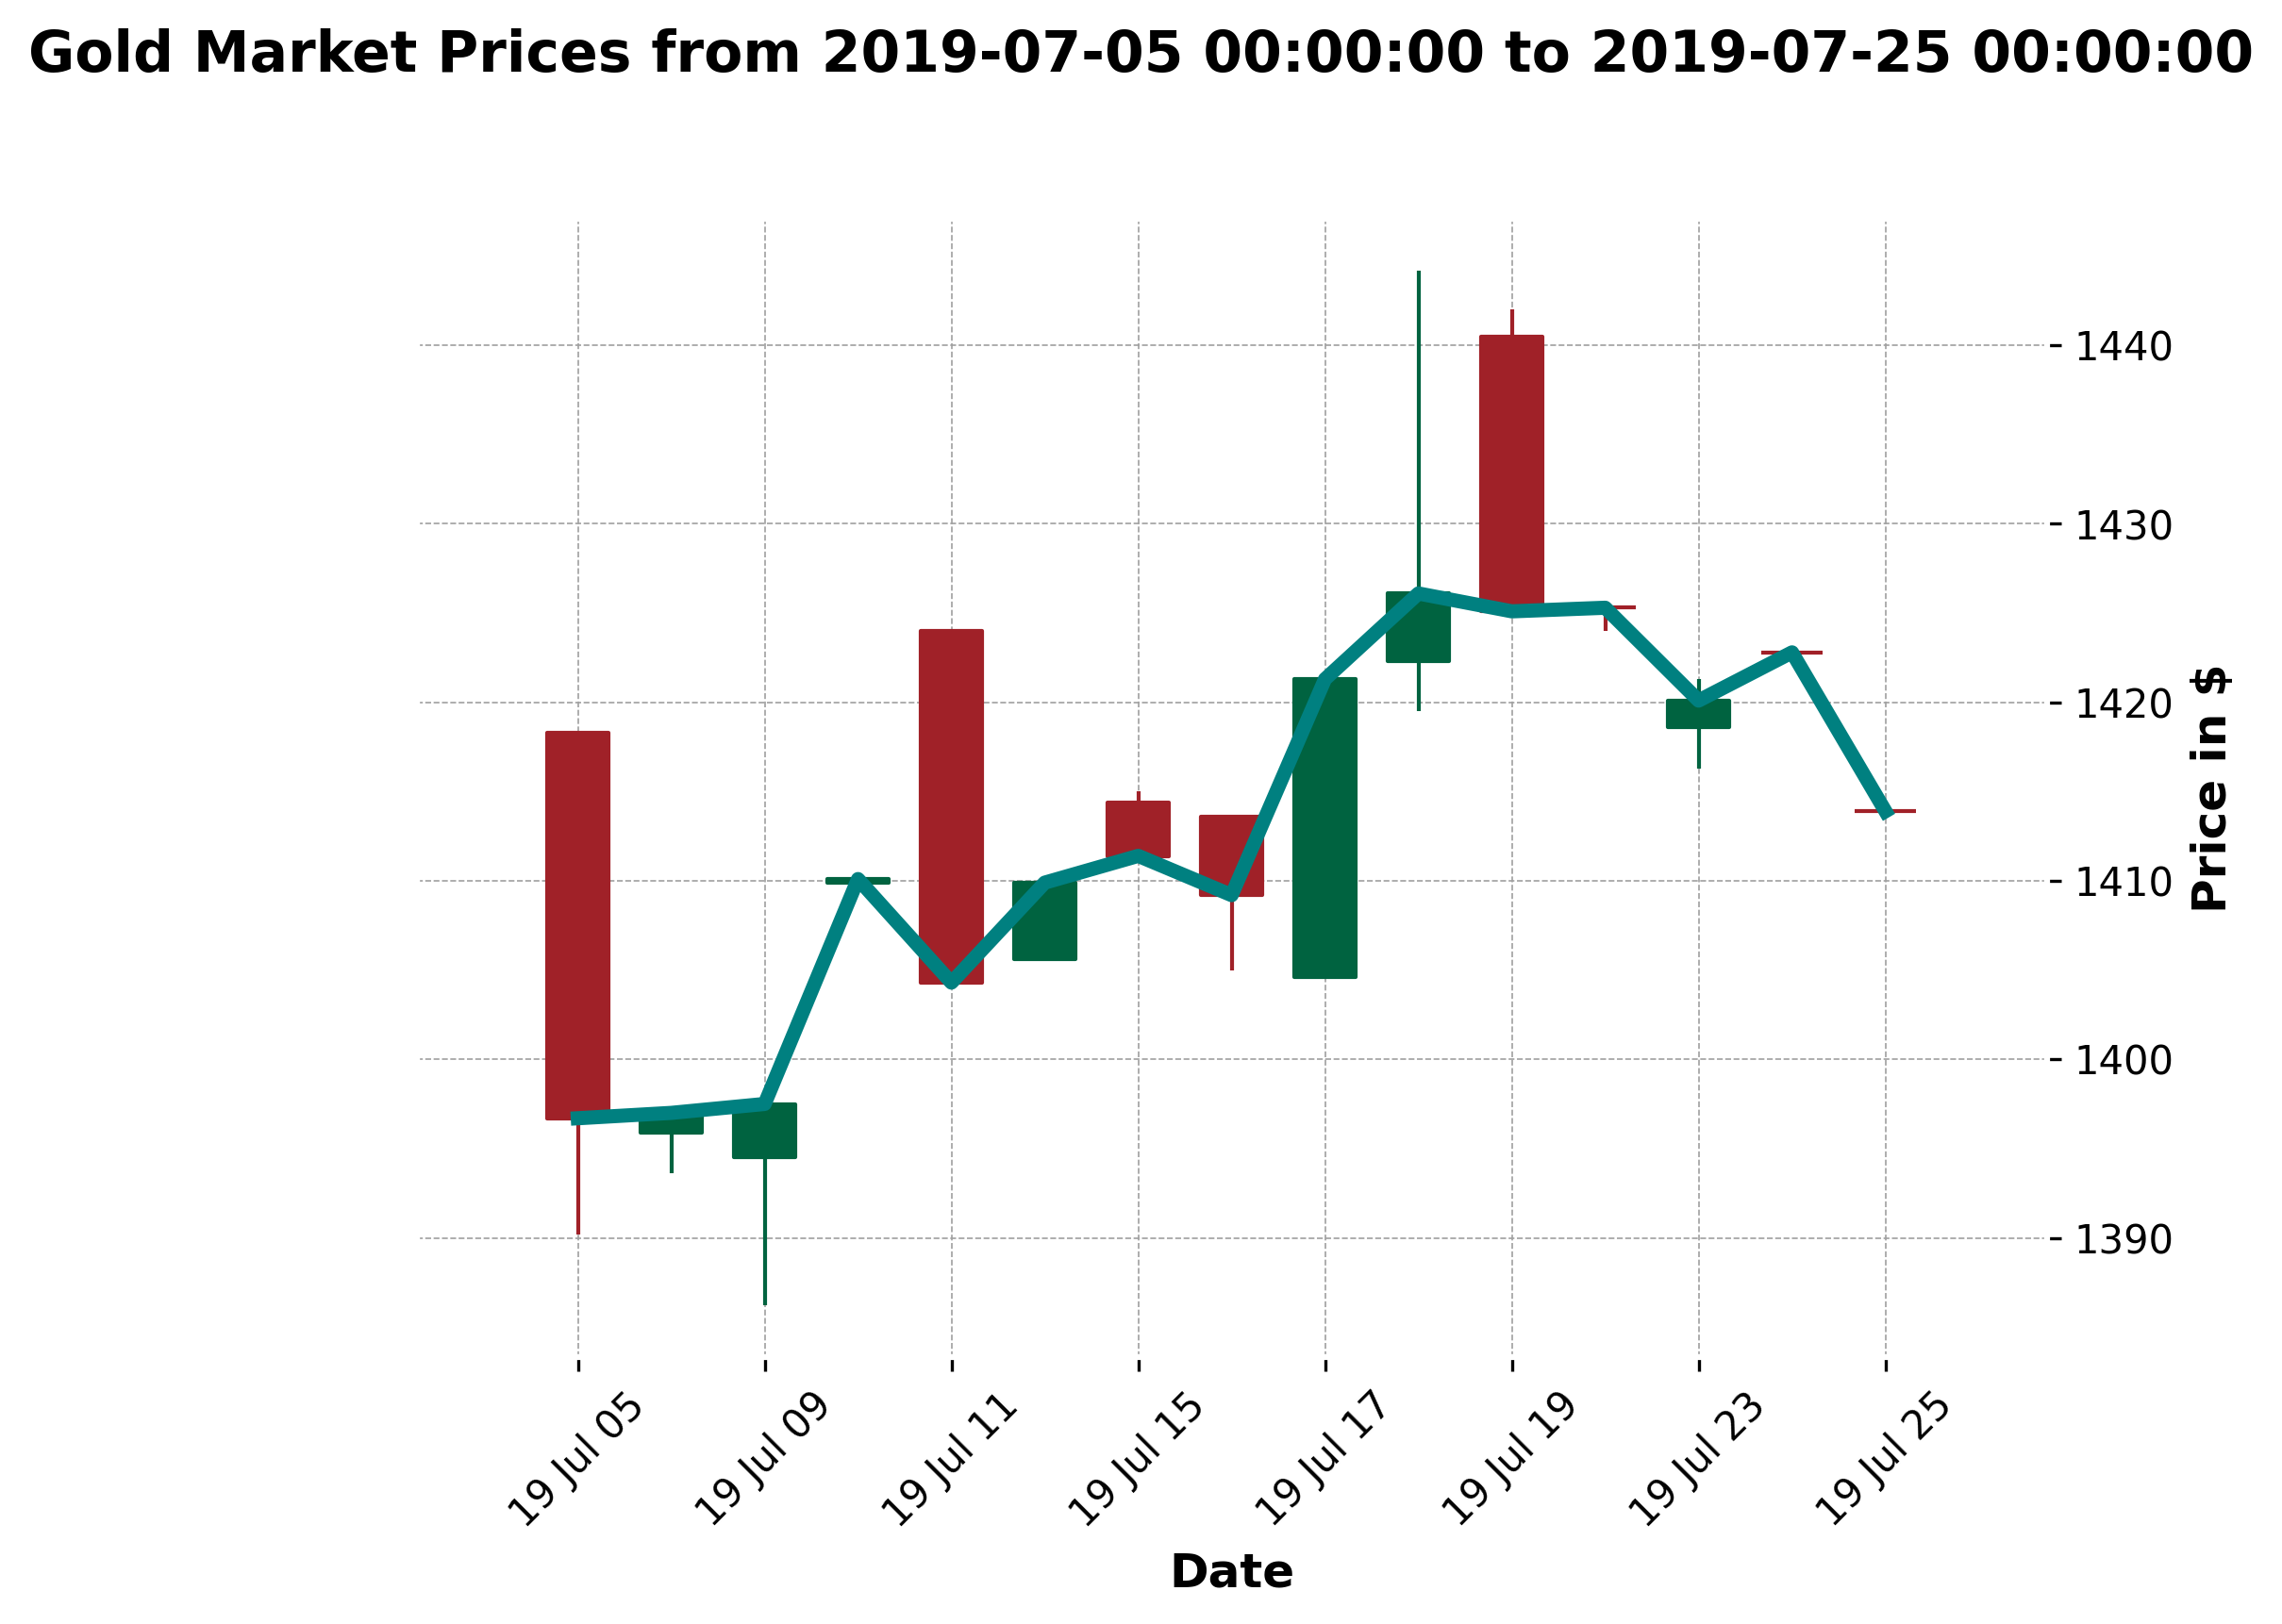 Gold Market Prices from 2019-07-05 00:00:00 to 2019-07-25 00:00:00
1440
1430
1420
1410
1400
1390
Price in $
19 Jul 05
19 Jul 09
19 Jul 11
19 Jul 15
19 Jul 17
19 Jul 19
19 Jul 23
19 Jul 25
Date